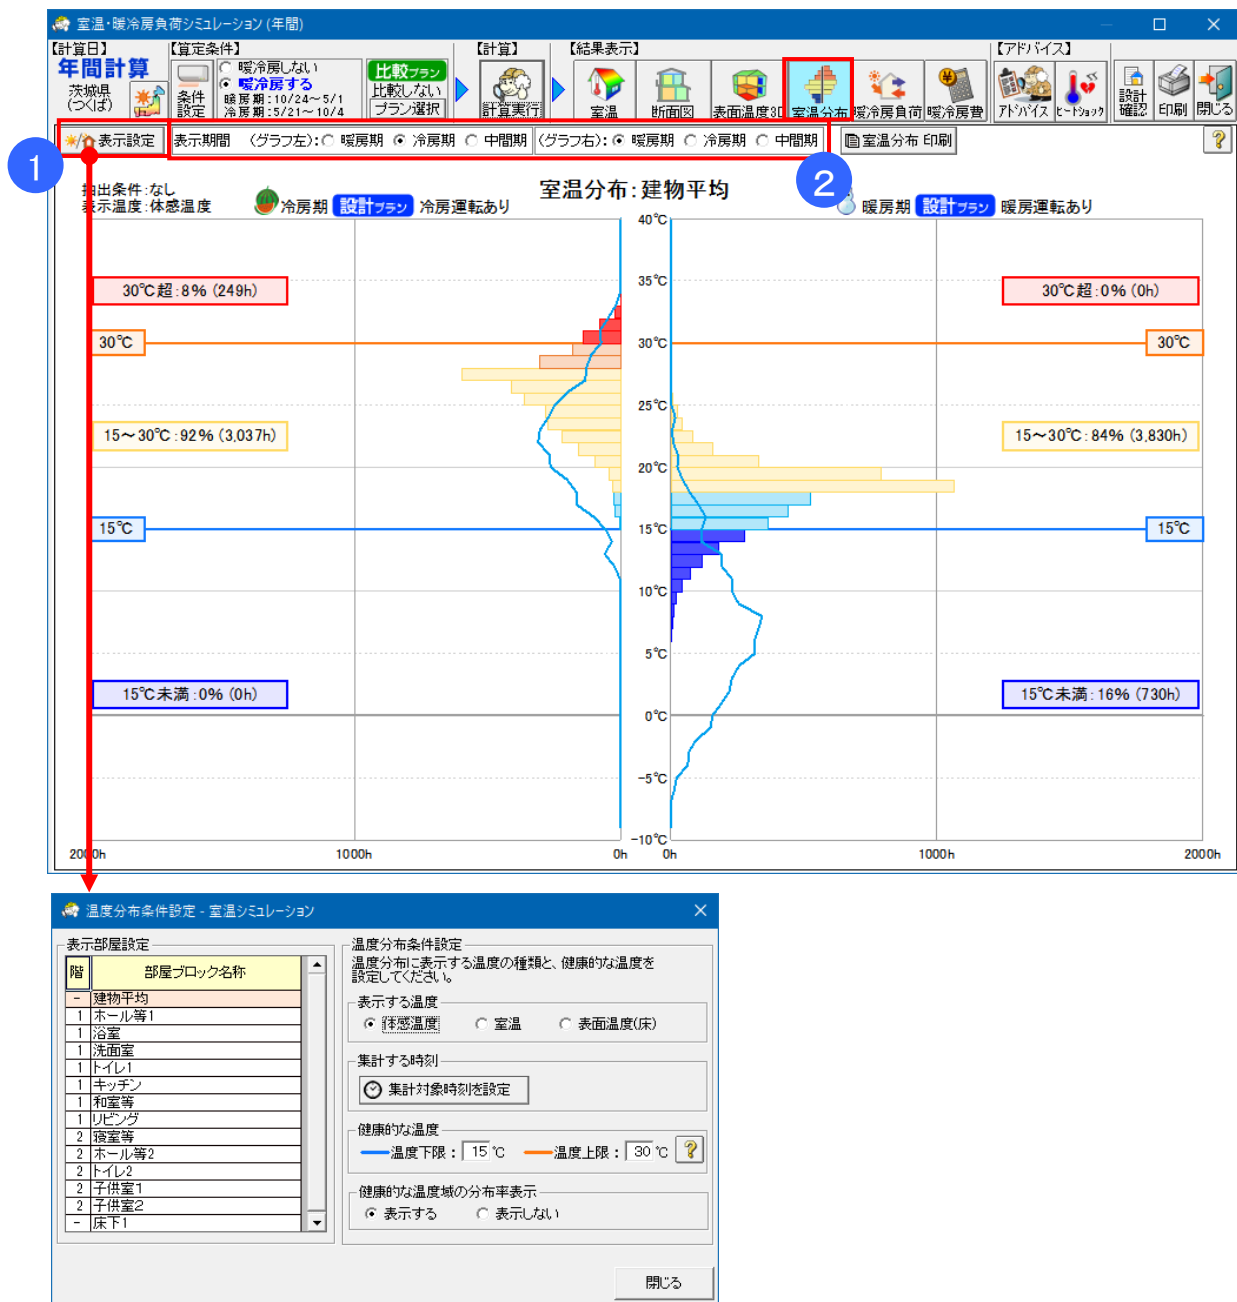 室温・暖冷房負荷シミュレーション (年間)
【計算日】
年間計算
茨城県
(つくば)
【算定条件】
条件
設定
暖冷房しない
暖冷房する
暖房期:10/24～5/1
冷房期:5/21～10/4
比較プラン
比較しない
プラン選択
【計算】
計算実行
【結果表示】
室温
断面図
表面温度3D
室温分布
暖冷房負荷
暖冷房費
【アドバイス】
アドバイス
ヒートショック
設計
確認
印刷
閉じる
表示設定
表示期間 (グラフ左): 暖房期 冷房期 中間期 (グラフ右): 暖房期 冷房期 中間期
室温分布 印刷
1
2
抽出条件:なし
表示温度:体感温度
室温分布:建物平均
冷房期 設計プラン 冷房運転あり
暖房期 設計プラン 暖房運転あり
40℃
35℃
30℃
25℃
20℃
15℃
10℃
5℃
0℃
-5℃
-10℃
30℃超:8% (249h)
30℃
15～30℃:92% (3,037h)
15℃
15℃未満:0% (0h)
30℃超:0% (0h)
30℃
15～30℃:84% (3,830h)
15℃
15℃未満:16% (730h)
2000h
1000h
0h
0h
1000h
2000h
温度分布条件設定 - 室温シミュレーション
表示部屋設定
階 部屋ブロック名称
- 建物平均
1 ホール等1
1 浴室
1 洗面室
1 トイレ1
1 キッチン
1 和室等
1 リビング
2 寝室等
2 ホール等2
2 トイレ2
2 子供室1
2 子供室2
- 床下1
温度分布条件設定
温度分布に表示する温度の種類と、健康的な温度を
設定してください。
表示する温度
体感温度 室温 表面温度(床)
集計する時刻
集計対象時刻を設定
健康的な温度
温度下限: 15 ℃ 温度上限: 30 ℃
健康的な温度域の分布率表示
表示する 表示しない
閉じる